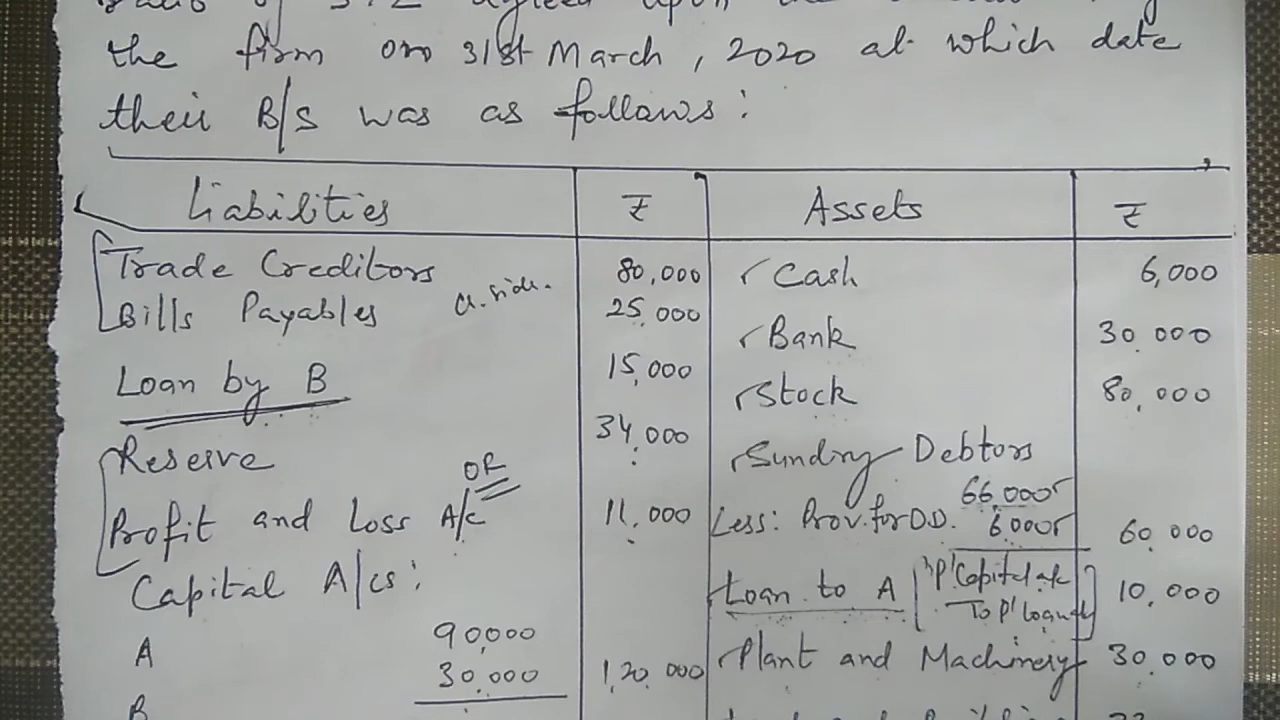 the firm on 31st March, 2020 at which date
their B/S was as follows:
Liabilities ₹ Assets ₹
Trade Creditors 80,000 Cash 6,000
Bills Payables 25,000 Bank 30,000
Loan by B 15,000 Stock 80,000
Reserve 34,000 Sundry Debtors 66,000
OR
Profit and Loss A/c 11,000 Less: Prov. for D.D. 6,000 60,000
Capital A/cs: Loan to A 'P' Capital a/c 10,000
To P' loan
A 90,000 Plant and Machinery 30,000
B 30,000 1,20,000